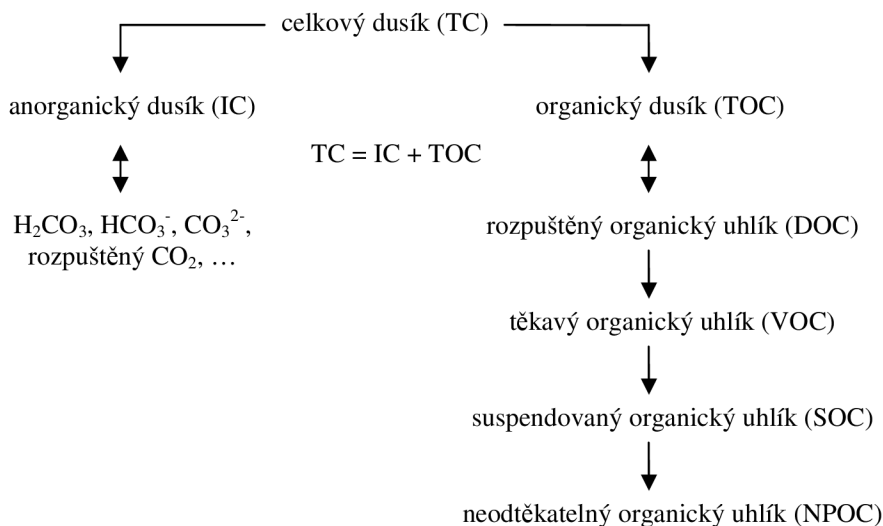 celkový dusík (TC)
anorganický dusík (IC)
organický dusík (TOC)
TC = IC + TOC
H₂CO₃, HCO₃⁻, CO₃²⁻,
rozpuštěný CO₂, …
rozpuštěný organický uhlík (DOC)
těkavý organický uhlík (VOC)
suspendovaný organický uhlík (SOC)
neodtěkatelný organický uhlík (NPOC)